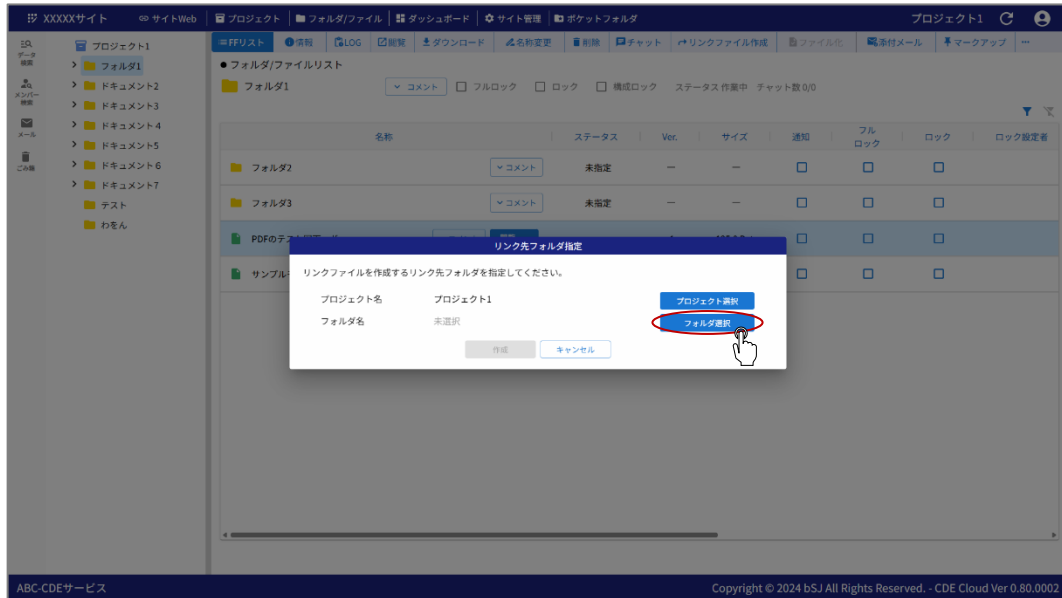 XXXXXサイト サイトWeb プロジェクト フォルダ/ファイル ダッシュボード サイト管理 ポケットフォルダ プロジェクト1
FFリスト 情報 LOG 閲覧 ダウンロード 名称変更 削除 チャット リンクファイル作成 ファイル化 添付メール マークアップ ...
データ
検索
メンバー
検索
メール
ごみ箱
プロジェクト1
フォルダ1
ドキュメント2
ドキュメント3
ドキュメント4
ドキュメント5
ドキュメント6
ドキュメント7
テスト
わをん
●フォルダ/ファイルリスト
フォルダ1 コメント フルロック ロック 構成ロック ステータス 作業中 チャット数 0/0
名称 ステータス Ver. サイズ 通知 フル
ロック ロック ロック設定者
フォルダ2 コメント 未指定 ー ー
フォルダ3 コメント 未指定 ー ー
PDFのテ
サンプル
リンク先フォルダ指定
リンクファイルを作成するリンク先フォルダを指定してください。
プロジェクト名 プロジェクト1 プロジェクト選択
フォルダ名 未選択 フォルダ選択
作成 キャンセル
ABC-CDEサービス Copyright © 2024 bSJ All Rights Reserved. - CDE Cloud Ver 0.80.0002